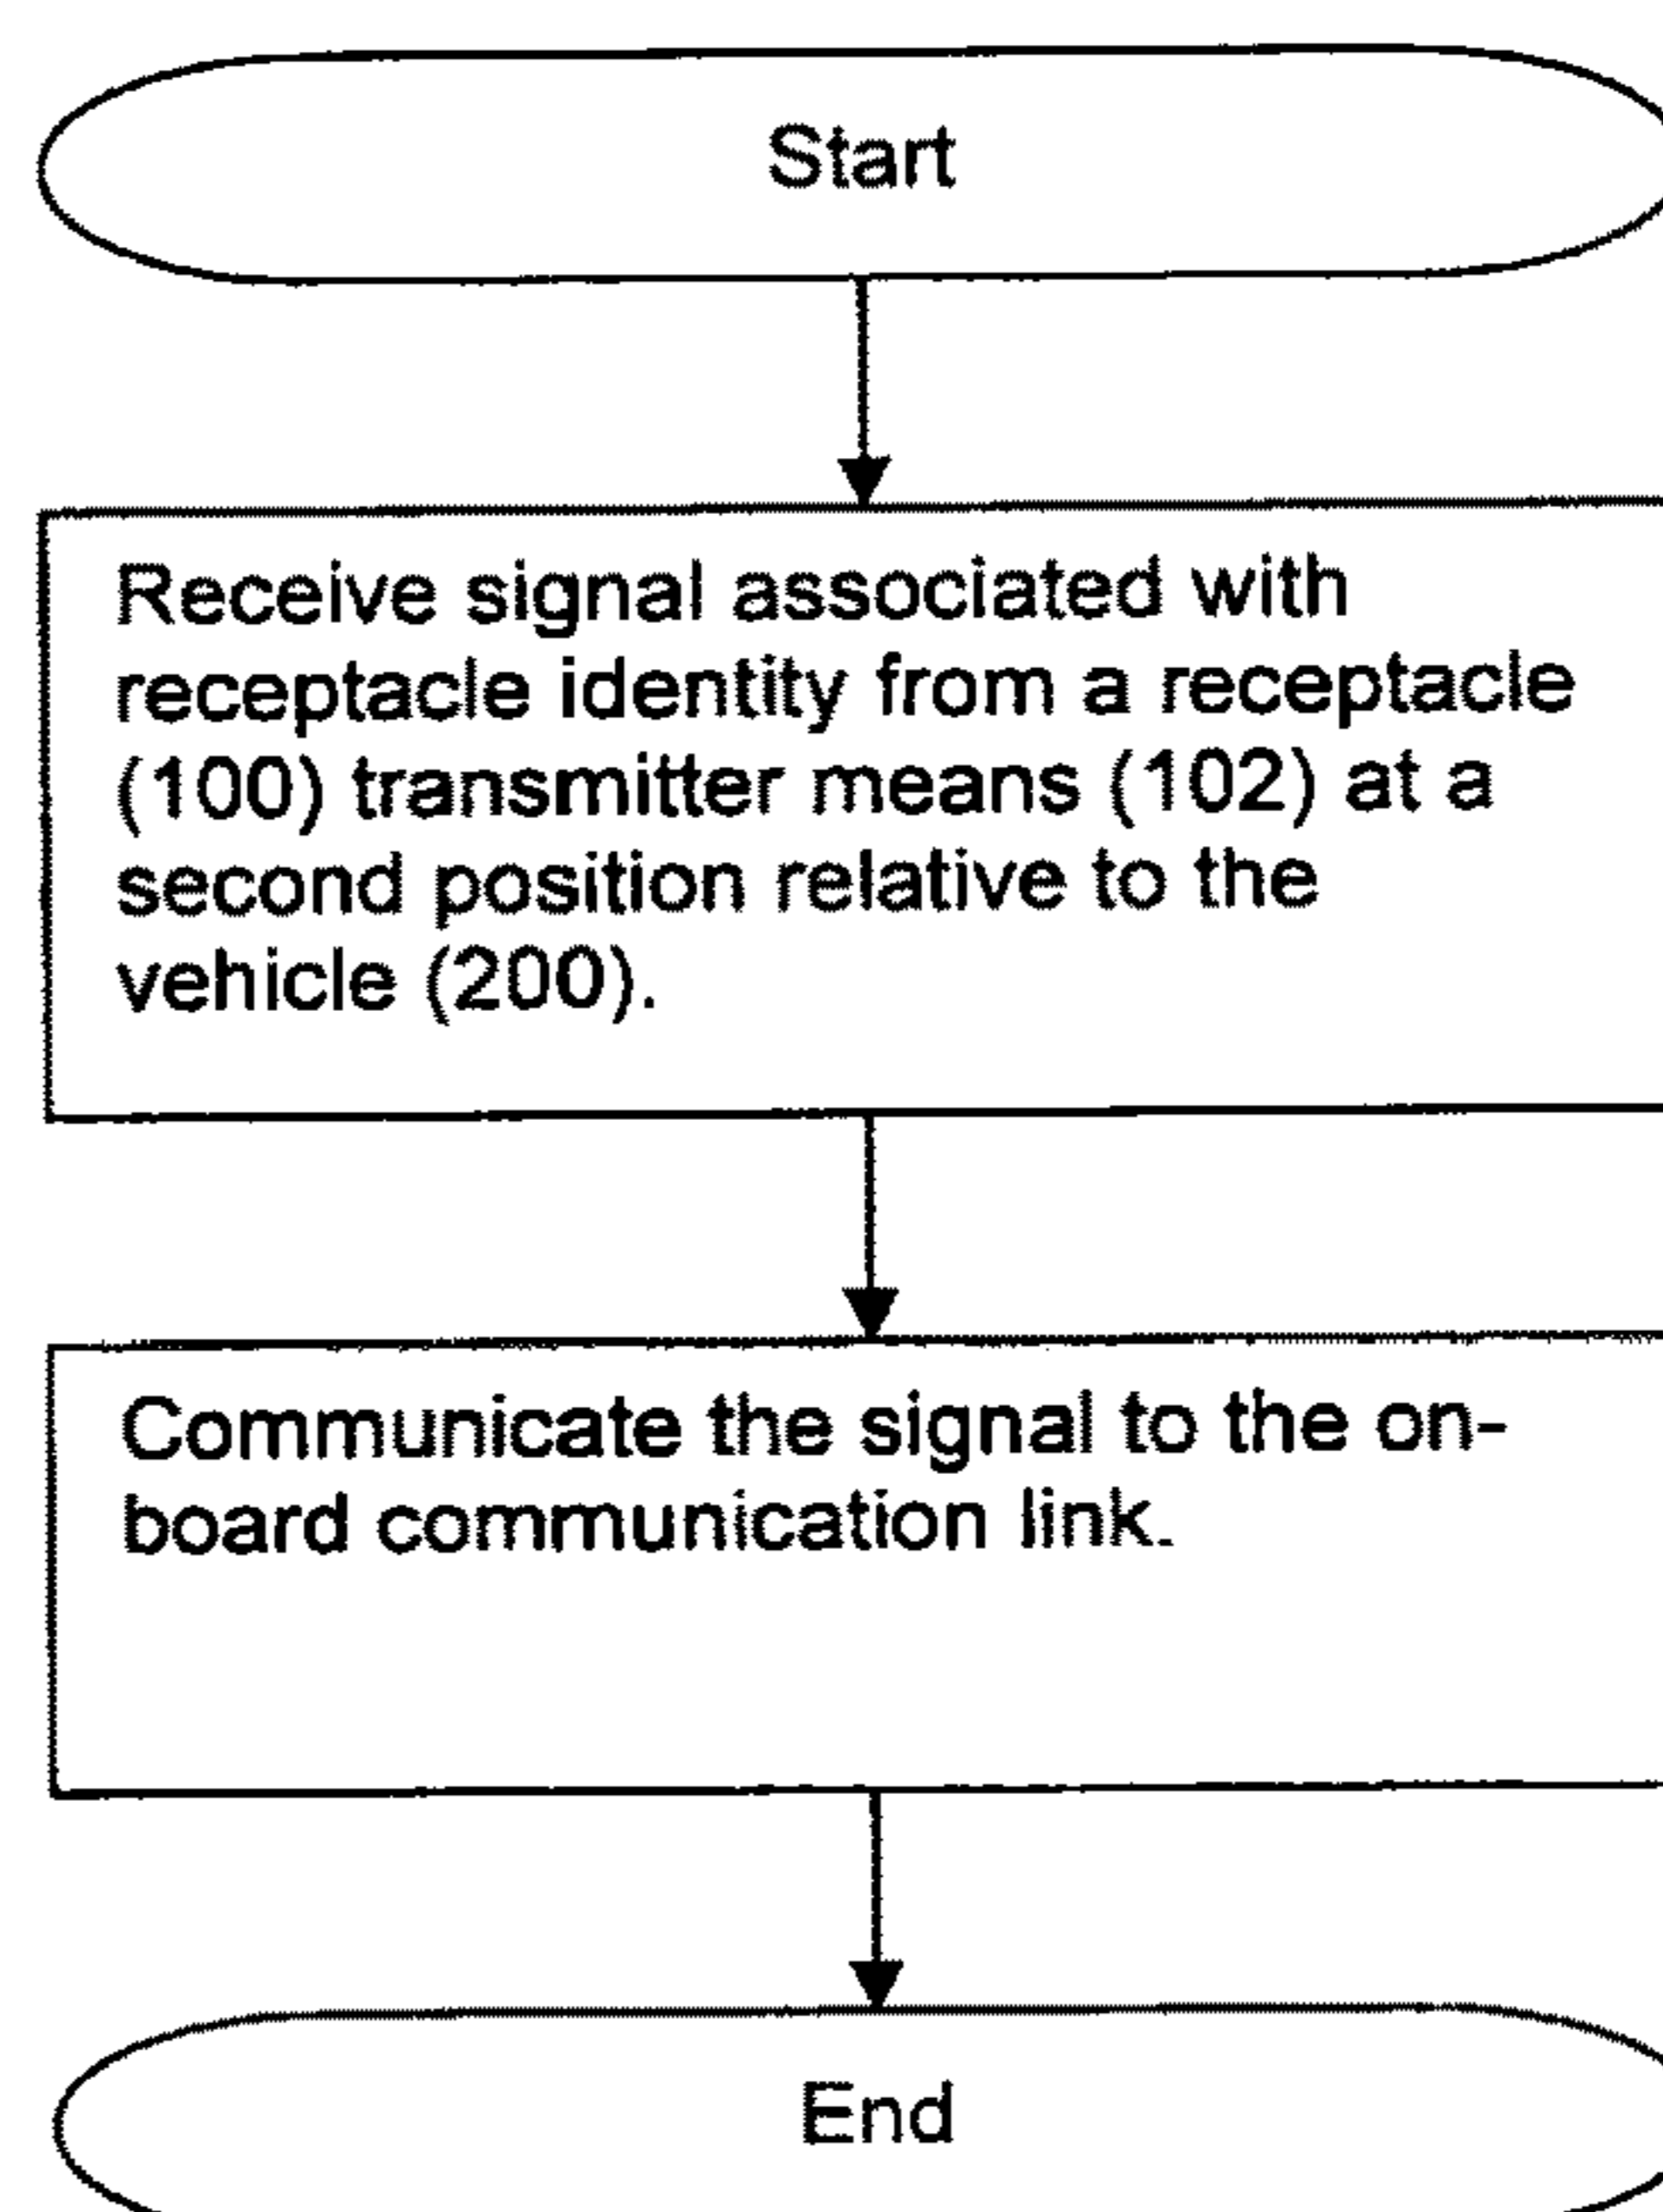 Start
Receive signal associated with
receptacle identity from a receptacle
(100) transmitter means (102) at a
second position relative to the
vehicle (200).
Communicate the signal to the on-
board communication link.
End